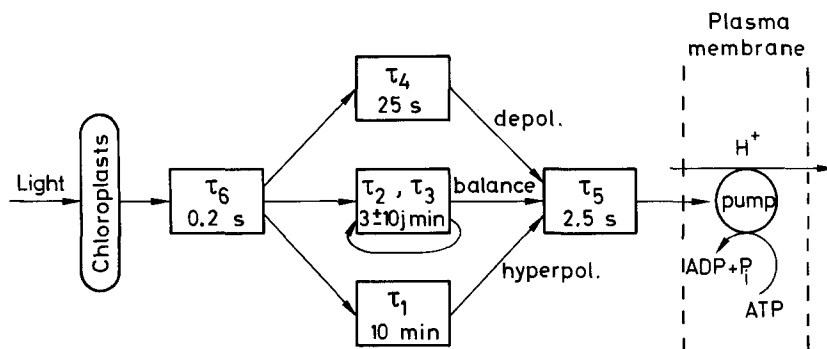 Plasma
membrane
τ4
25 s
depol.
H+
Light
Chloroplasts
τ6
0.2 s
τ2 , τ3
3±10j min
balance
τ5
2.5 s
pump
hyperpol.
ADP+Pi
ATP
τ1
10 min